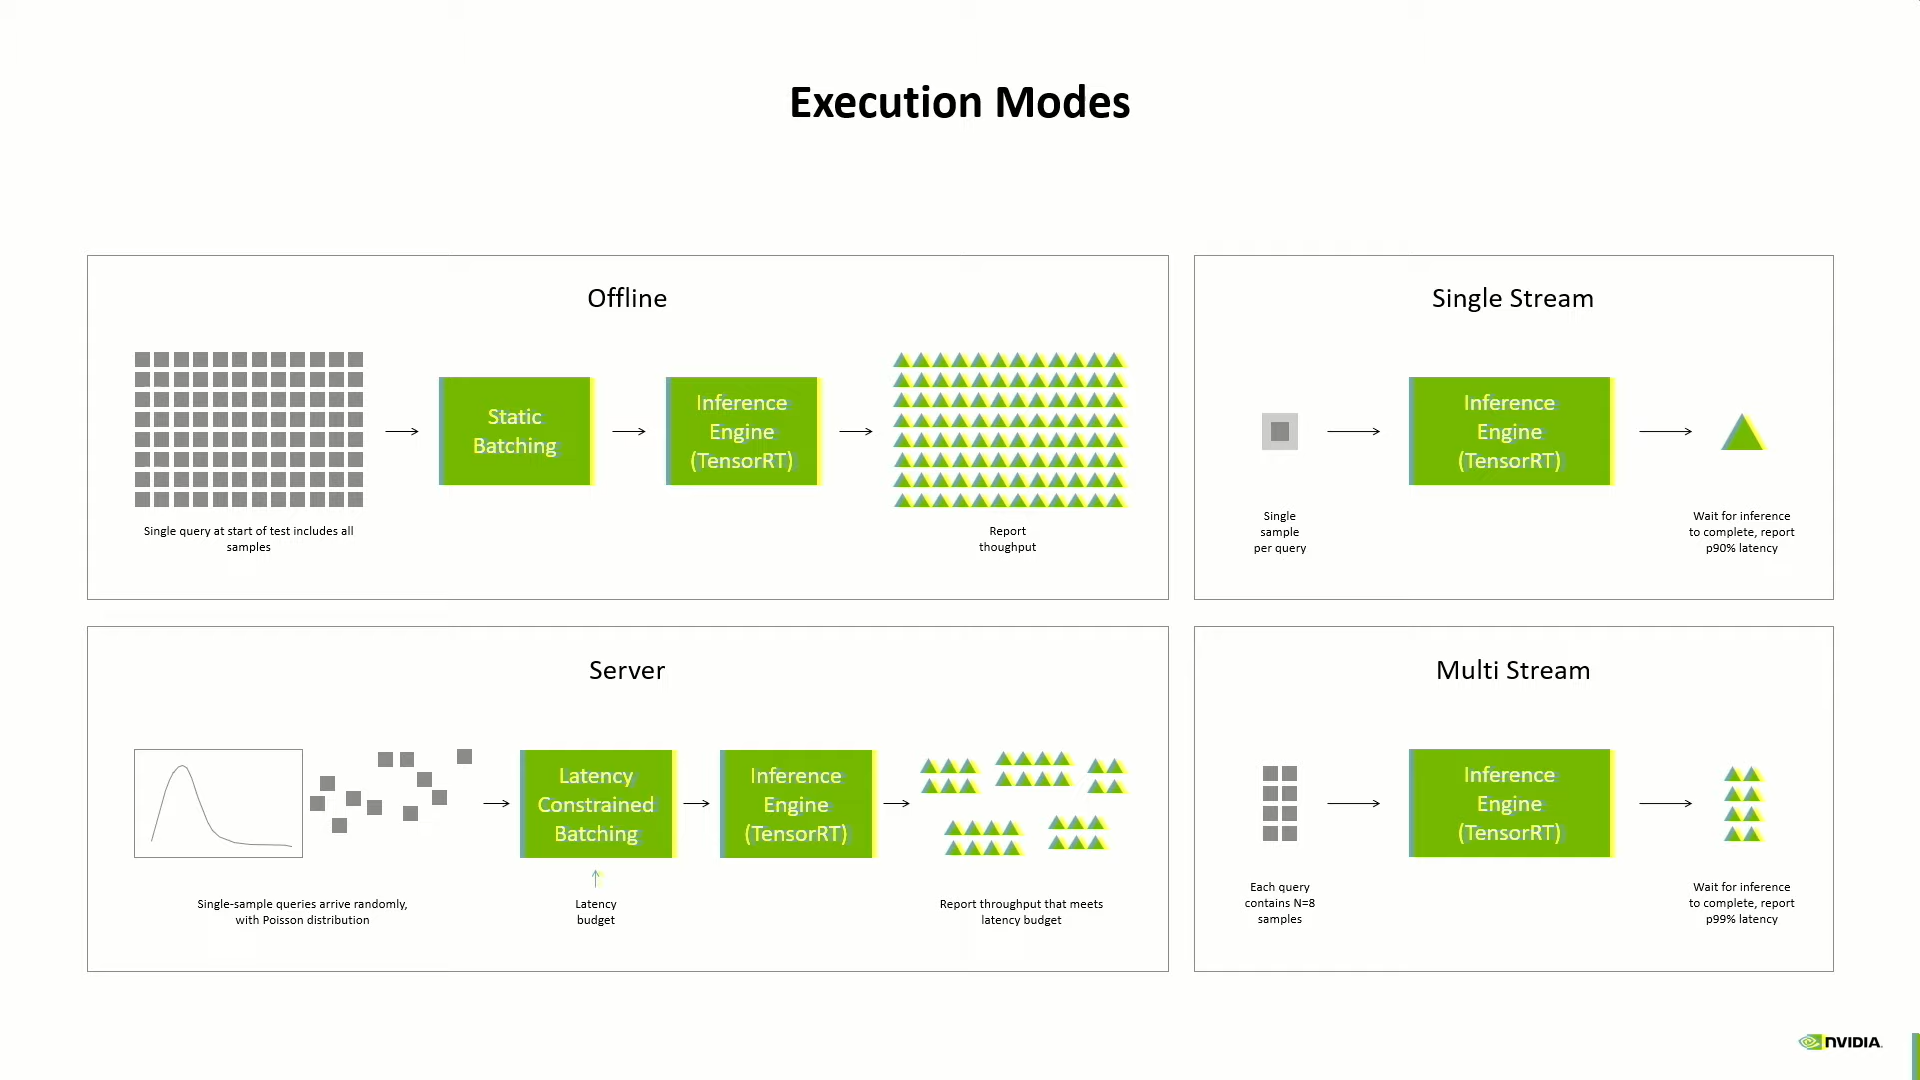 Execution Modes
Offline
Static
Batching
Inference
Engine
(TensorRT)
Single query at start of test includes all
samples
Report
thoughput
Single Stream
Inference
Engine
(TensorRT)
Single
sample
per query
Wait for inference
to complete, report
p90% latency
Server
Latency
Constrained
Batching
Inference
Engine
(TensorRT)
Single-sample queries arrive randomly,
with Poisson distribution
Latency
budget
Report throughput that meets
latency budget
Multi Stream
Inference
Engine
(TensorRT)
Each query
contains N=8
samples
Wait for inference
to complete, report
p99% latency
NVIDIA